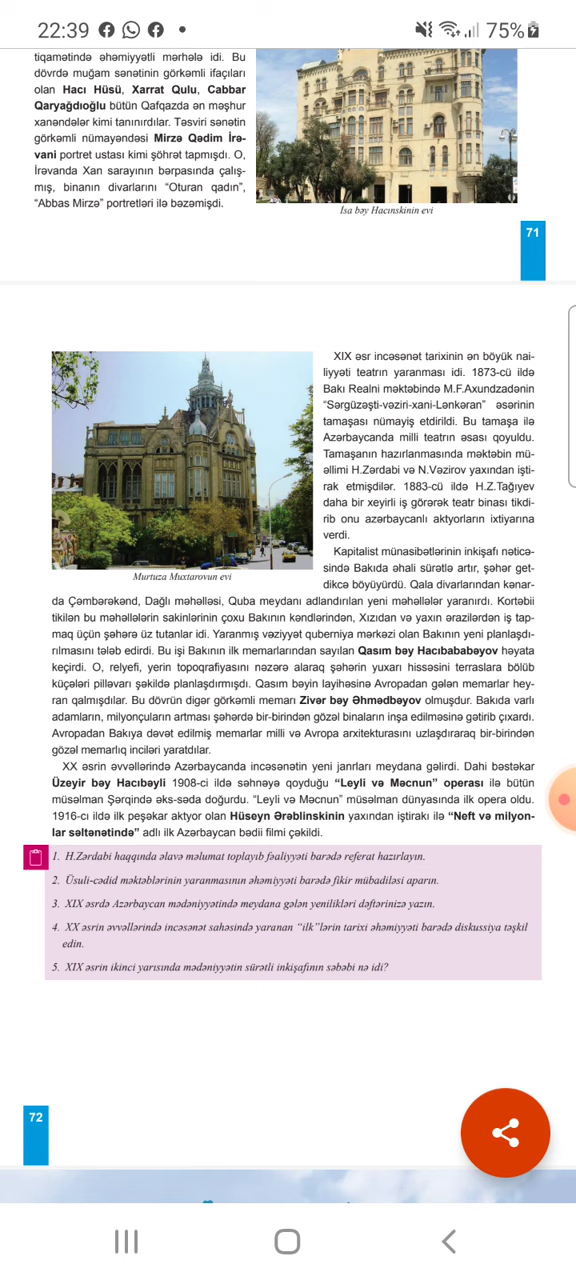 22:39
75%
tiqamətində əhəmiyyətli mərhələ idi. Bu
dövrdə muğam sənətinin görkəmli ifaçıları
olan Hacı Hüsü, Xarrat Qulu, Cabbar
Qaryağdıoğlu bütün Qafqazda ən məşhur
xanəndələr kimi tanınırdılar. Təsviri sənətin
görkəmli nümayəndəsi Mirzə Qədim İrə-
vani portret ustası kimi şöhrət tapmışdı. O,
İrəvanda Xan sarayının bərpasında çalış-
mış, binanın divarlarını “Oturan qadın”,
“Abbas Mirzə” portretləri ilə bəzəmişdi.
İsa bəy Hacınskinin evi
71
XIX əsr incəsənət tarixinin ən böyük nai-
liyyəti teatrın yaranması idi. 1873-cü ildə
Bakı Realni məktəbində M.F.Axundzadənin
“Sərgüzəşti-vəziri-xani-Lənkəran” əsərinin
tamaşası nümayiş etdirildi. Bu tamaşa ilə
Azərbaycanda milli teatrın əsası qoyuldu.
Tamaşanın hazırlanmasında məktəbin mü-
əllimi H.Zərdabi və N.Vəzirov yaxından işti-
rak etmişdilər. 1883-cü ildə H.Z.Tağıyev
daha bir xeyirli iş görərək teatr binası tikdi-
rib onu azərbaycanlı aktyorların ixtiyarına
verdi.
Kapitalist münasibətlərinin inkişafı nəticə-
sində Bakıda əhali sürətlə artır, şəhər get-
dikcə böyüyürdü. Qala divarlarından kənar-
Murtuza Muxtarovun evi
da Çəmbərəkənd, Dağlı məhəlləsi, Quba meydanı adlandırılan yeni məhəllələr yaranırdı. Kortəbii
tikilən bu məhəllələrin sakinlərinin çoxu Bakının kəndlərindən, Xızıdan və yaxın ərazilərdən iş tap-
maq üçün şəhərə üz tutanlar idi. Yaranmış vəziyyət quberniya mərkəzi olan Bakının yeni planlaşdı-
rılmasını tələb edirdi. Bu işi Bakının ilk memarlarından sayılan Qasım bəy Hacıbababəyov həyata
keçirdi. O, relyefi, yerin topoqrafiyasını nəzərə alaraq şəhərin yuxarı hissəsini terraslara bölüb
küçələri pilləvarı şəkildə planlaşdırmışdı. Qasım bəyin layihəsinə Avropadan gələn memarlar hey-
ran qalmışdılar. Bu dövrün digər görkəmli memarı Zivər bəy Əhmədbəyov olmuşdur. Bakıda varlı
adamların, milyonçuların artması şəhərdə bir-birindən gözəl binaların inşa edilməsinə gətirib çıxardı.
Avropadan Bakıya dəvət edilmiş memarlar milli və Avropa arxitekturasını uzlaşdıraraq bir-birindən
gözəl memarlıq inciləri yaratdılar.
XX əsrin əvvəllərində Azərbaycanda incəsənətin yeni janrları meydana gəlirdi. Dahi bəstəkar
Üzeyir bəy Hacıbəyli 1908-ci ildə səhnəyə qoyduğu “Leyli və Məcnun” operası ilə bütün
müsəlman Şərqində əks-səda doğurdu. “Leyli və Məcnun” müsəlman dünyasında ilk opera oldu.
1916-cı ildə ilk peşəkar aktyor olan Hüseyn Ərəblinskinin yaxından iştirakı ilə “Neft və milyon-
lar səltənətində” adlı ilk Azərbaycan bədii filmi çəkildi.
1. H.Zərdabi haqqında əlavə məlumat toplayıb fəaliyyəti barədə referat hazırlayın.
2. Üsuli-cədid məktəblərinin yaranmasının əhəmiyyəti barədə fikir mübadiləsi aparın.
3. XIX əsrdə Azərbaycan mədəniyyətində meydana gələn yenilikləri dəftərinizə yazın.
4. XX əsrin əvvəllərində incəsənət sahəsində yaranan “ilk”lərin tarixi əhəmiyyəti barədə diskussiya təşkil
edin.
5. XIX əsrin ikinci yarısında mədəniyyətin sürətli inkişafının səbəbi nə idi?
72